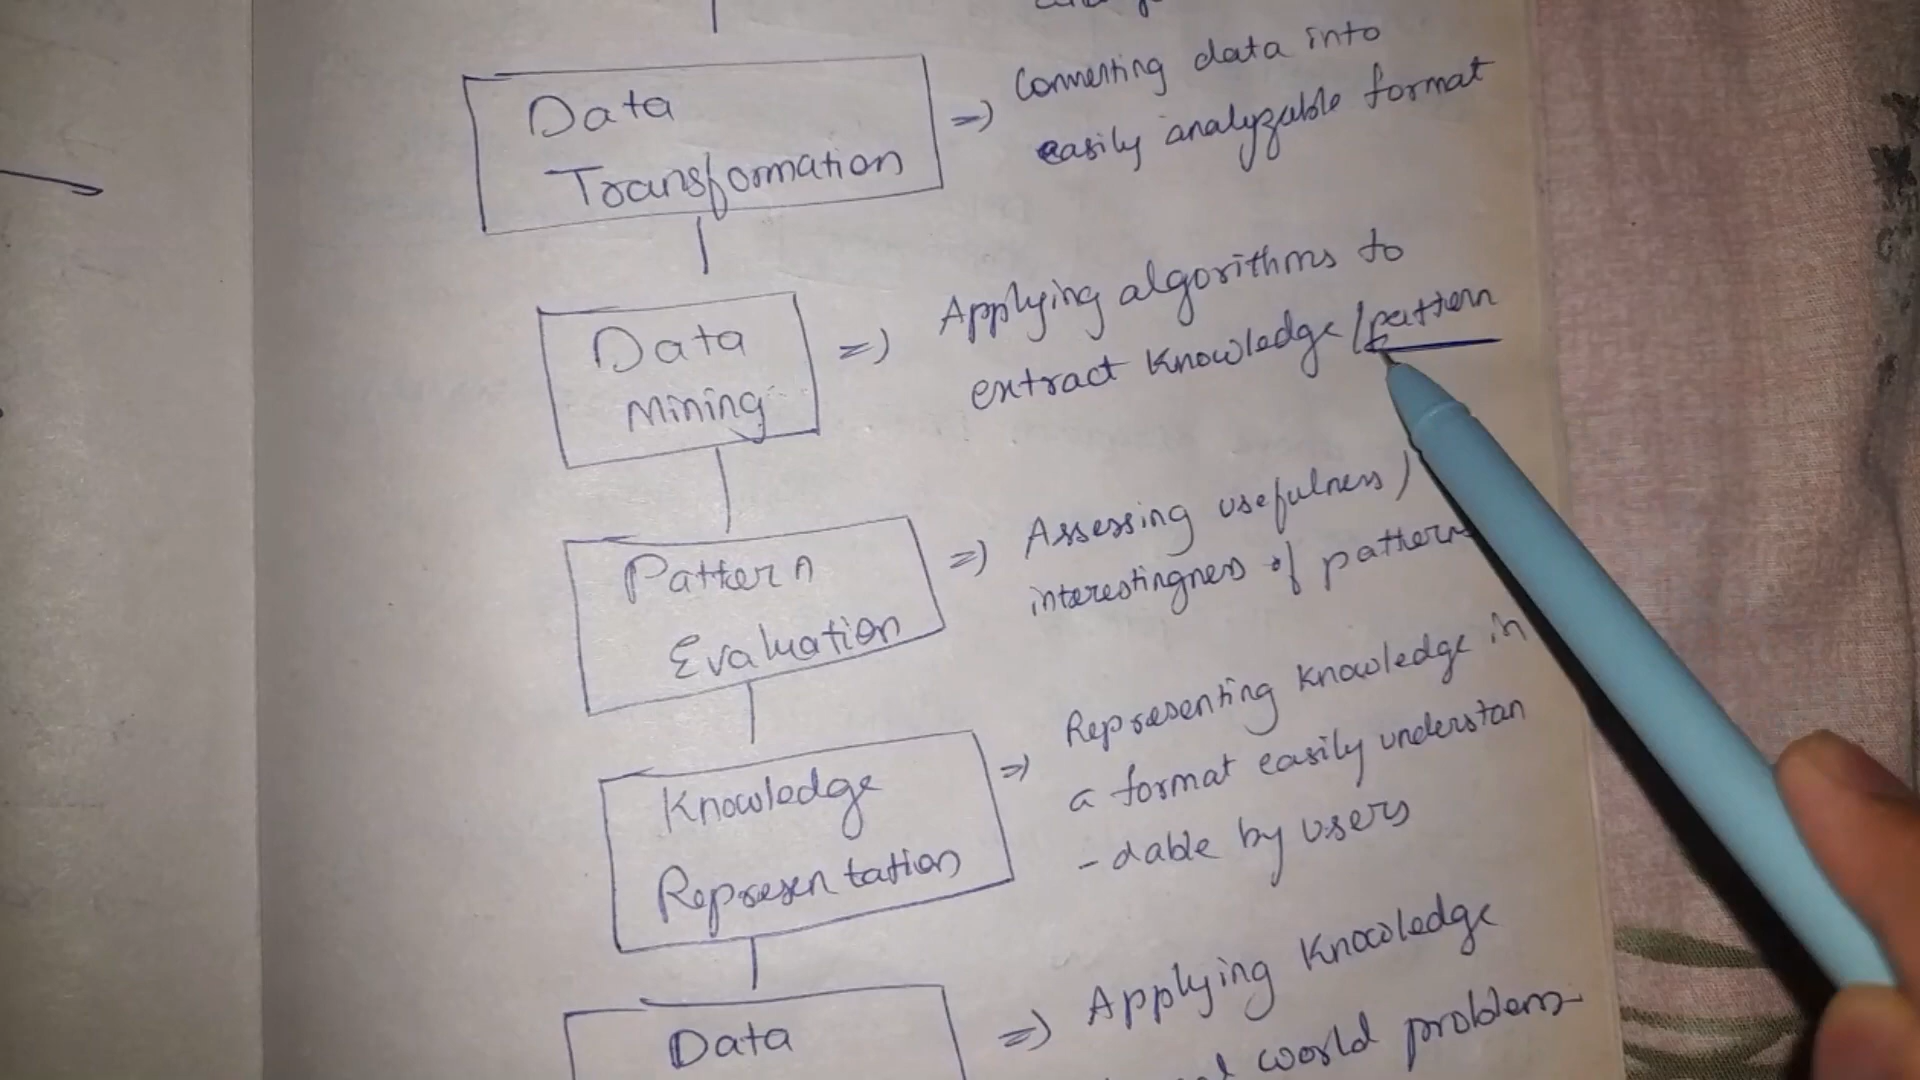 Data
Transformation
=) Converting data into
easily analyzable format
Data
Mining
=) Applying algorithms to
extract knowledge/pattern
Pattern
Evaluation
=) Assessing usefulness/
interestingness of patterns
Knowledge
Representation
=) Representing knowledge in
a format easily understan
-dable by users
Data
=) Applying knowledge
world problems